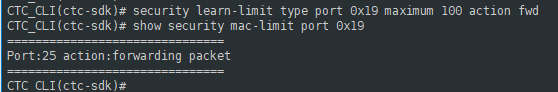 CTC_CLI(ctc-sdk)# security learn-limit type port 0x19 maximum 100 action fwd
CTC_CLI(ctc-sdk)# show security mac-limit port 0x19
===============================
Port:25 action:forwarding packet
===============================
CTC_CLI(ctc-sdk)#